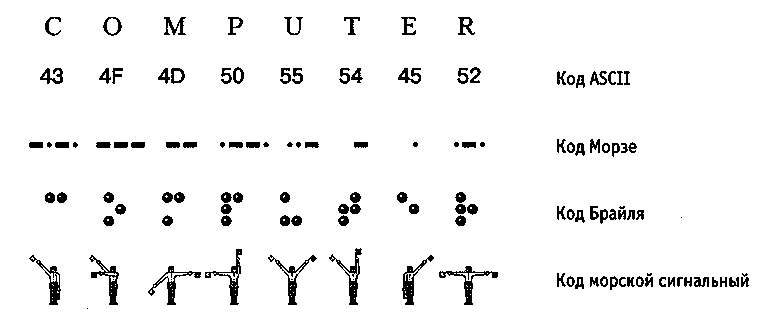 C O M P U T E R
43 4F 4D 50 55 54 45 52 Код ASCII
Код Морзе
Код Брайля
Код морской сигнальный